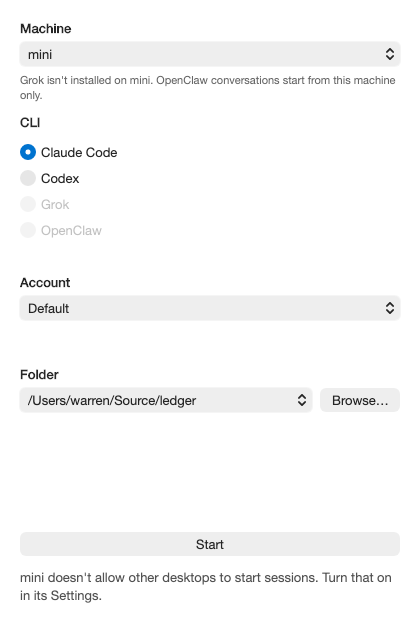 Machine
mini
Grok isn't installed on mini. OpenClaw conversations start from this machine
only.
CLI
Claude Code
Codex
Grok
OpenClaw
Account
Default
Folder
/Users/warren/Source/ledger
Browse…
Start
mini doesn't allow other desktops to start sessions. Turn that on
in its Settings.